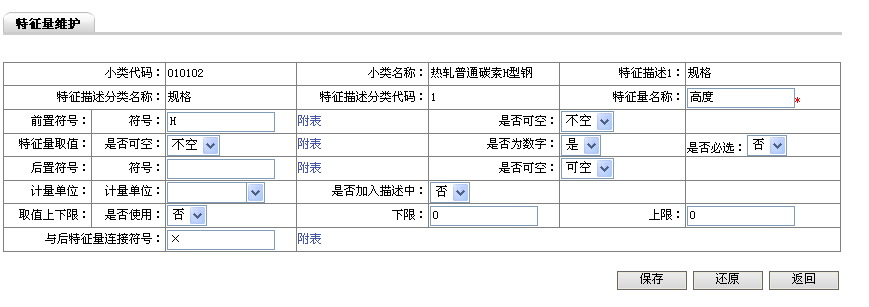 特征量维护
小类代码： 010102 小类名称： 热轧普通碳素H型钢 特征描述1： 规格
特征描述分类名称： 规格 特征描述分类代码： 1 特征量名称： 高度 *
前置符号： 符号： H 附表 是否可空： 不空
特征量取值： 是否可空： 不空 附表 是否为数字： 是 是否必选： 否
后置符号： 符号： 附表 是否可空： 可空
计量单位： 计量单位： 是否加入描述中： 否
取值上下限： 是否使用： 否 下限： 0 上限： 0
与后特征量连接符号： × 附表
保存 还原 返回